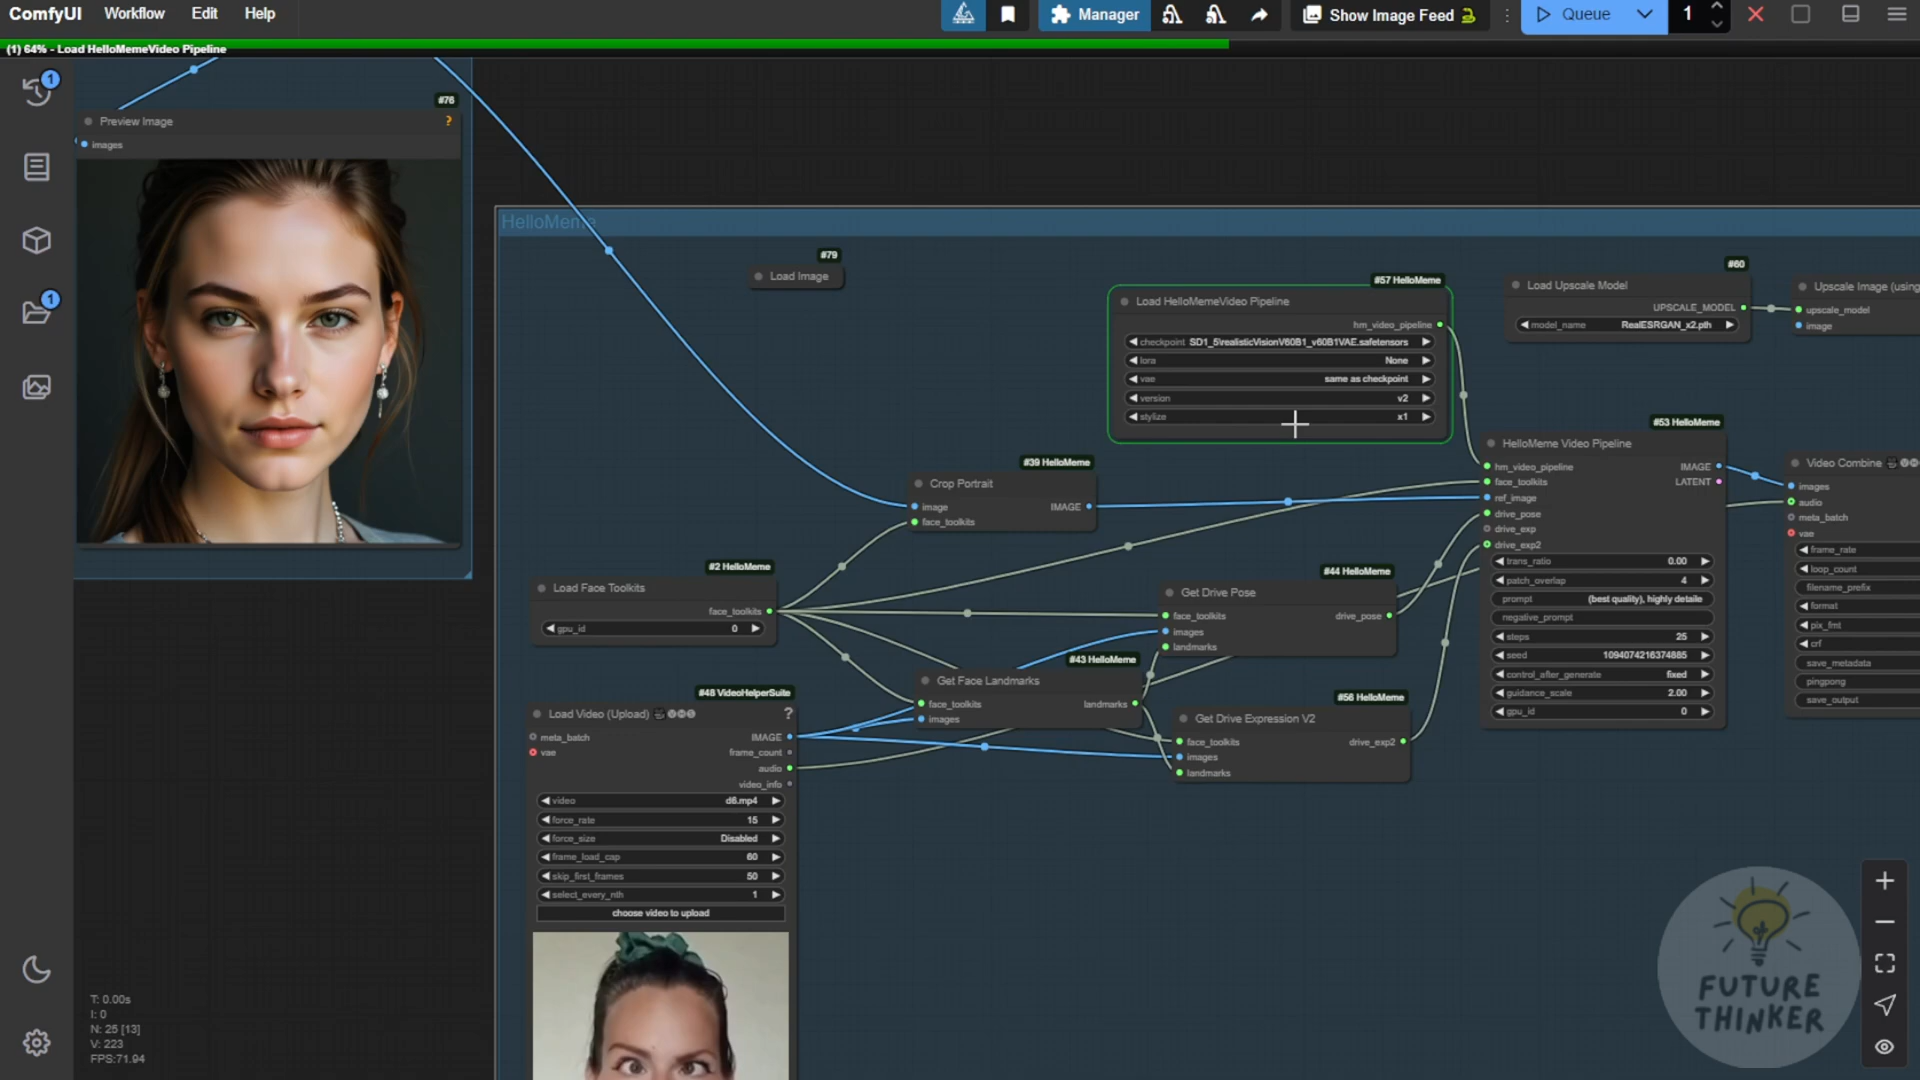 ComfyUI
Workflow
Edit
Help
Manager
Show Image Feed
Queue
1
(1) 64% - Load HelloMemeVideo Pipeline
1
1
#76
Preview Image
?
images
HelloMeme
#79
Load Image
#57 HelloMeme
Load HelloMemeVideo Pipeline
hm_video_pipeline
checkpoint SD1_5\realisticVisionV60B1_v60B1VAE.safetensors
lora None
vae same as checkpoint
version v2
stylize x1
#60
Load Upscale Model
UPSCALE_MODEL
model_name RealESRGAN_x2.pth
Upscale Image (using
upscale_model
image
#39 HelloMeme
Crop Portrait
image IMAGE
face_toolkits
#2 HelloMeme
Load Face Toolkits
face_toolkits
gpu_id 0
#44 HelloMeme
Get Drive Pose
face_toolkits drive_pose
images
landmarks
#43 HelloMeme
Get Face Landmarks
face_toolkits landmarks
images
#56 HelloMeme
Get Drive Expression V2
face_toolkits drive_exp2
images
landmarks
#53 HelloMeme
HelloMeme Video Pipeline
hm_video_pipeline IMAGE
face_toolkits LATENT
ref_image
drive_pose
drive_exp
drive_exp2
trans_ratio 0.00
patch_overlap 4
prompt (best quality), highly detaile
negative_prompt
steps 25
seed 1094074216374885
control_after_generate fixed
guidance_scale 2.00
gpu_id 0
Video Combine
images
audio
meta_batch
vae
frame_rate
loop_count
filename_prefix
format
pix_fmt
crf
save_metadata
pingpong
save_output
#48 VideoHelperSuite
Load Video (Upload)
?
meta_batch IMAGE
vae frame_count
audio
video_info
video d6.mp4
force_rate 15
force_size Disabled
frame_load_cap 60
skip_first_frames 50
select_every_nth 1
choose video to upload
T: 0.00s
I: 0
N: 25 [13]
V: 223
FPS:71.94
FUTURE
THINKER